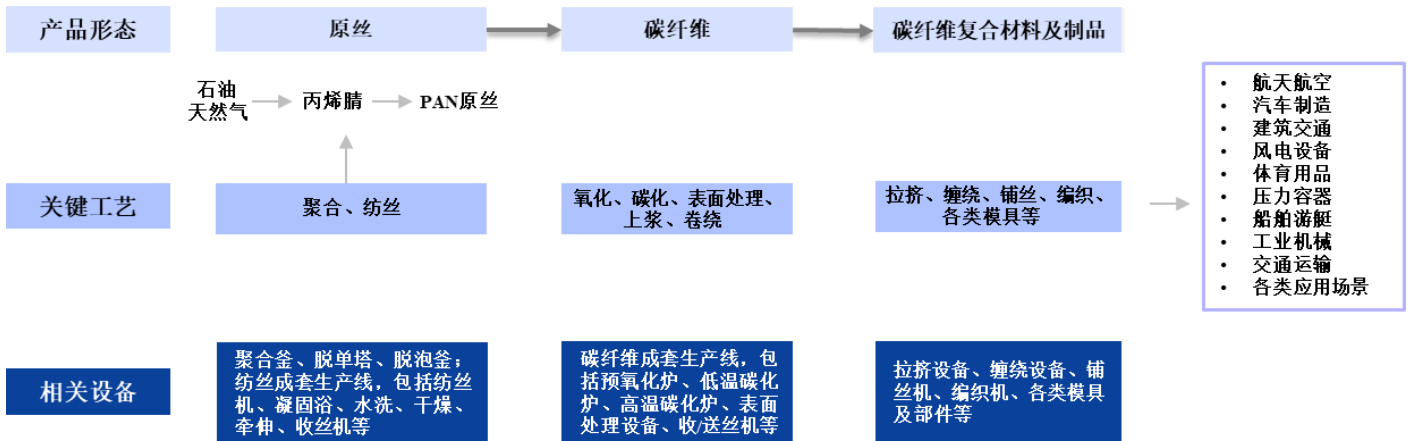 产品形态
原丝
碳纤维
碳纤维复合材料及制品
石油
天然气
丙烯腈
PAN原丝
关键工艺
聚合、纺丝
氧化、碳化、表面处理、
上浆、卷绕
拉挤、缠绕、铺丝、编织、
各类模具等
• 航天航空
• 汽车制造
• 建筑交通
• 风电设备
• 体育用品
• 压力容器
• 船舶游艇
• 工业机械
• 交通运输
• 各类应用场景
相关设备
聚合釜、脱单塔、脱泡釜；
纺丝成套生产线，包括纺丝
机、凝固浴、水洗、干燥、
牵伸、收丝机等
碳纤维成套生产线，包
括预氧化炉、低温碳化
炉、高温碳化炉、表面
处理设备、收/送丝机等
拉挤设备、缠绕设备、铺
丝机、编织机、各类模具
及部件等